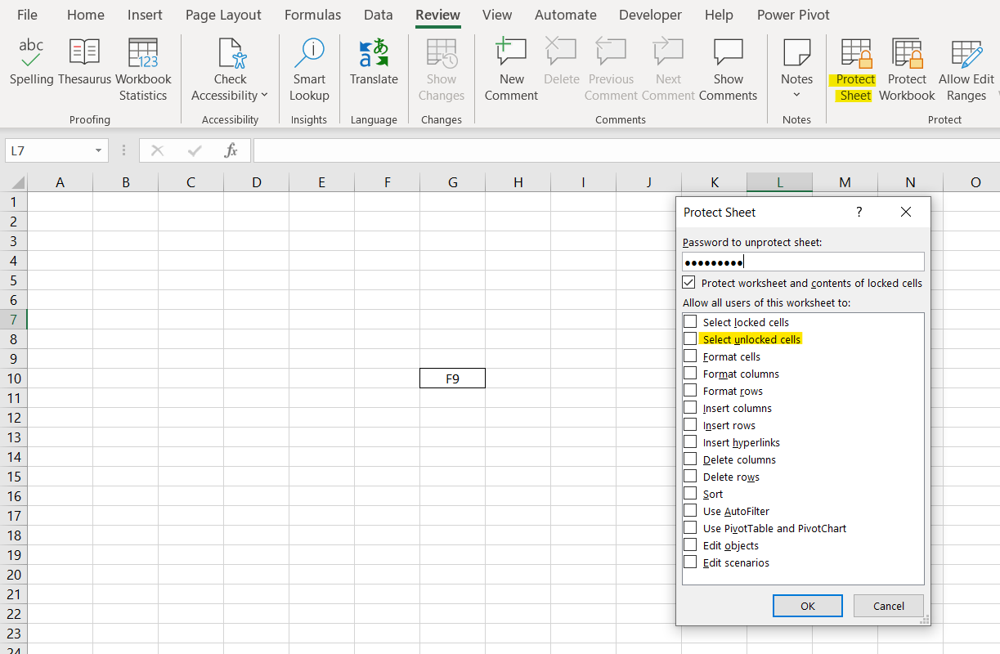 File Home Insert Page Layout Formulas Data Review View Automate Developer Help Power Pivot
abc
Spelling Thesaurus Workbook Statistics
Check Accessibility
Smart Lookup
Translate
Show Changes
New Comment Delete Previous Comment Next Comment Show Comments
Notes
Protect Sheet Protect Workbook Allow Edit Ranges
Proofing Accessibility Insights Language Changes Comments Notes Protect
L7 fx
A B C D E F G H I J K L M N O
1
2
3
4
5
6
7
8
9
10 F9
11
12
13
14
15
16
17
18
19
20
21
22
23
24
Protect Sheet ?
Password to unprotect sheet:
●●●●●●●●●
Protect worksheet and contents of locked cells
Allow all users of this worksheet to:
Select locked cells
Select unlocked cells
Format cells
Format columns
Format rows
Insert columns
Insert rows
Insert hyperlinks
Delete columns
Delete rows
Sort
Use AutoFilter
Use PivotTable and PivotChart
Edit objects
Edit scenarios
OK Cancel